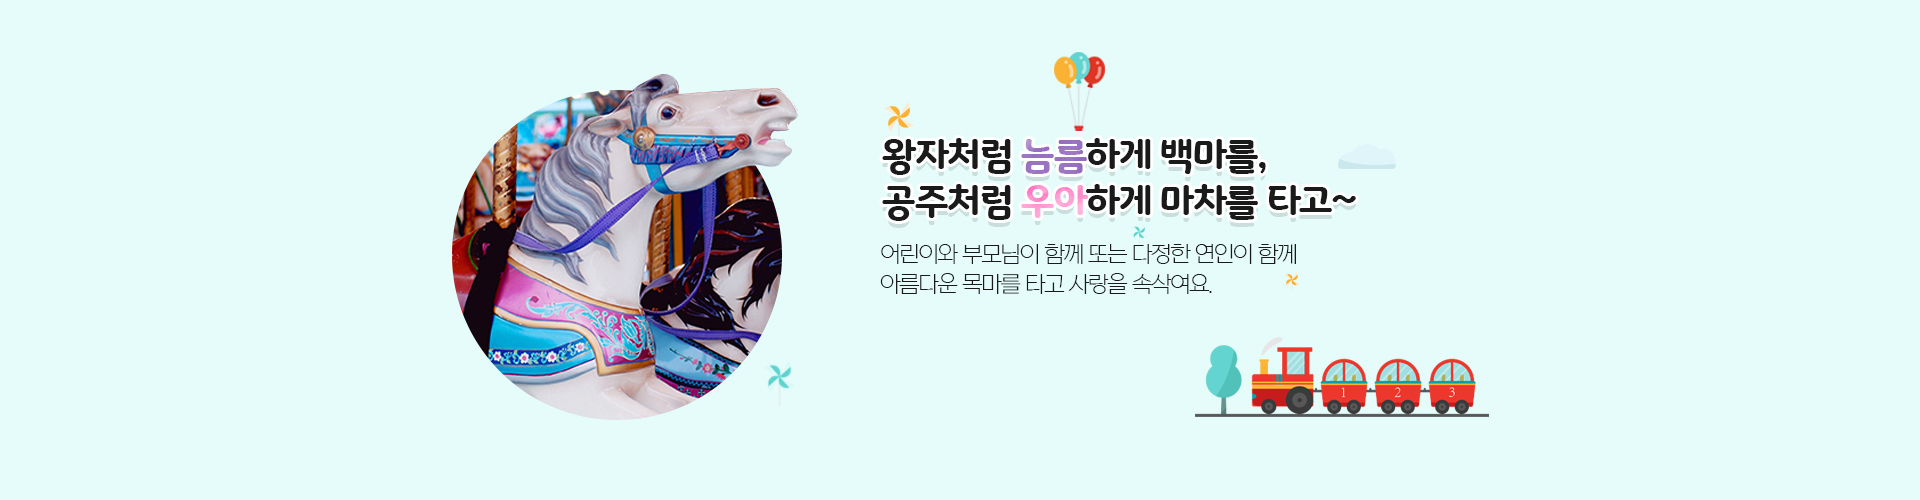 왕자처럼 늠름하게 백마를,
공주처럼 우아하게 마차를 타고~
어린이와 부모님이 함께 또는 다정한 연인이 함께
아름다운 목마를 타고 사랑을 속삭여요.
1 2 3